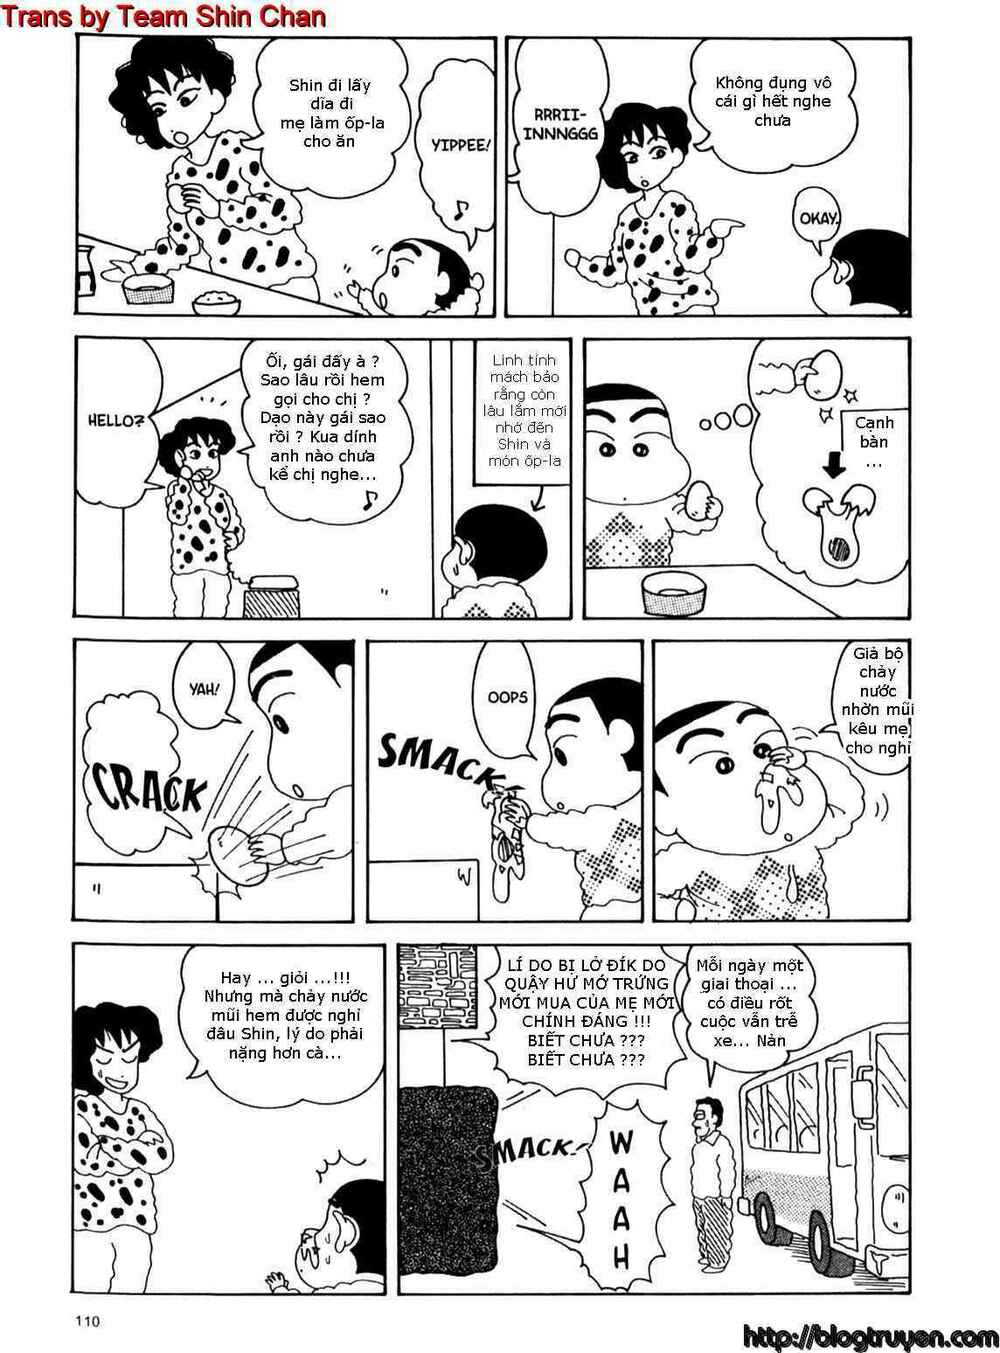 Trans by Team Shin Chan
Shin đi lấy
dĩa đi
mẹ làm ốp-la
cho ăn
YIPPEE!
RRRII-
INNNGGG
Không đụng vô
cái gì hết nghe
chưa
OKAY.
HELLO?
Ối, gái đấy à ?
Sao lâu rồi hem
gọi cho chị ?
Dạo này gái sao
rồi ? Kua dính
anh nào chưa
kể chị nghe...
Linh tính
mách bảo
rằng còn
lâu lắm mới
nhớ đến
Shin và
món ốp-la
Cạnh
bàn
...
YAH!
CRACK
OOPS
SMACK
Giả bộ
chảy
nước
nhờn mũi
kêu mẹ
cho nghỉ
Hay ... giỏi ...!!!
Nhưng mà chảy nước
mũi hem được nghỉ
đâu Shin, lý do phải
nặng hơn cà...
LÍ DO BỊ LỞ ĐÍK DO
QUẬY HƯ MỚ TRỨNG
MỚI MUA CỦA MẸ MỚI
CHÍNH ĐÁNG !!!
BIẾT CHƯA ???
BIẾT CHƯA ???
Mỗi ngày một
giai thoại ...
có điều rốt
cuộc vẫn trễ
xe... Nản
SMACK!
WAAH
110
http://blogtruyen.com